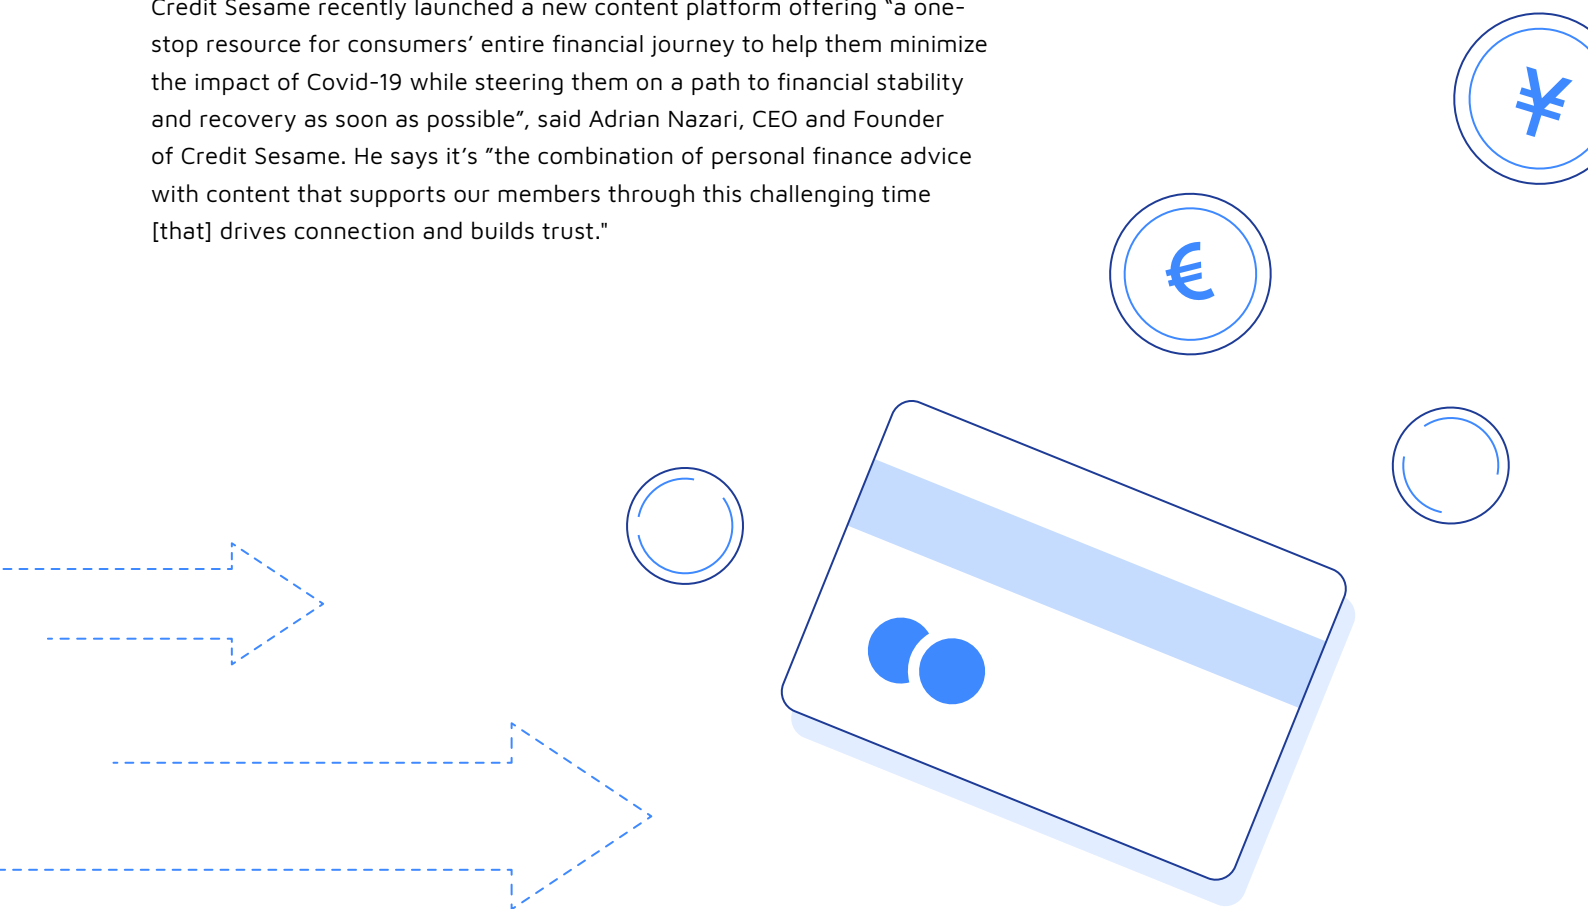 Credit Sesame recently launched a new content platform offering “a one-
stop resource for consumers’ entire financial journey to help them minimize
the impact of Covid-19 while steering them on a path to financial stability
and recovery as soon as possible”, said Adrian Nazari, CEO and Founder
of Credit Sesame. He says it’s ”the combination of personal finance advice
with content that supports our members through this challenging time
[that] drives connection and builds trust."
¥
€